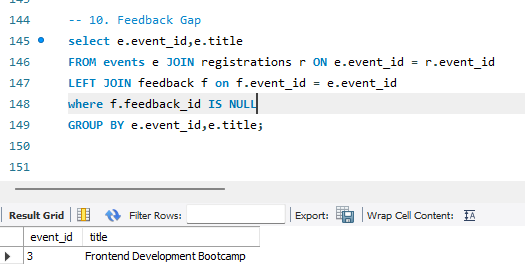 144 -- 10. Feedback Gap
145 select e.event_id,e.title
146 FROM events e JOIN registrations r ON e.event_id = r.event_id
147 LEFT JOIN feedback f on f.event_id = e.event_id
148 where f.feedback_id IS NULL
149 GROUP BY e.event_id,e.title;
150
151
Result Grid Filter Rows: Export: Wrap Cell Content:
event_id title
3 Frontend Development Bootcamp